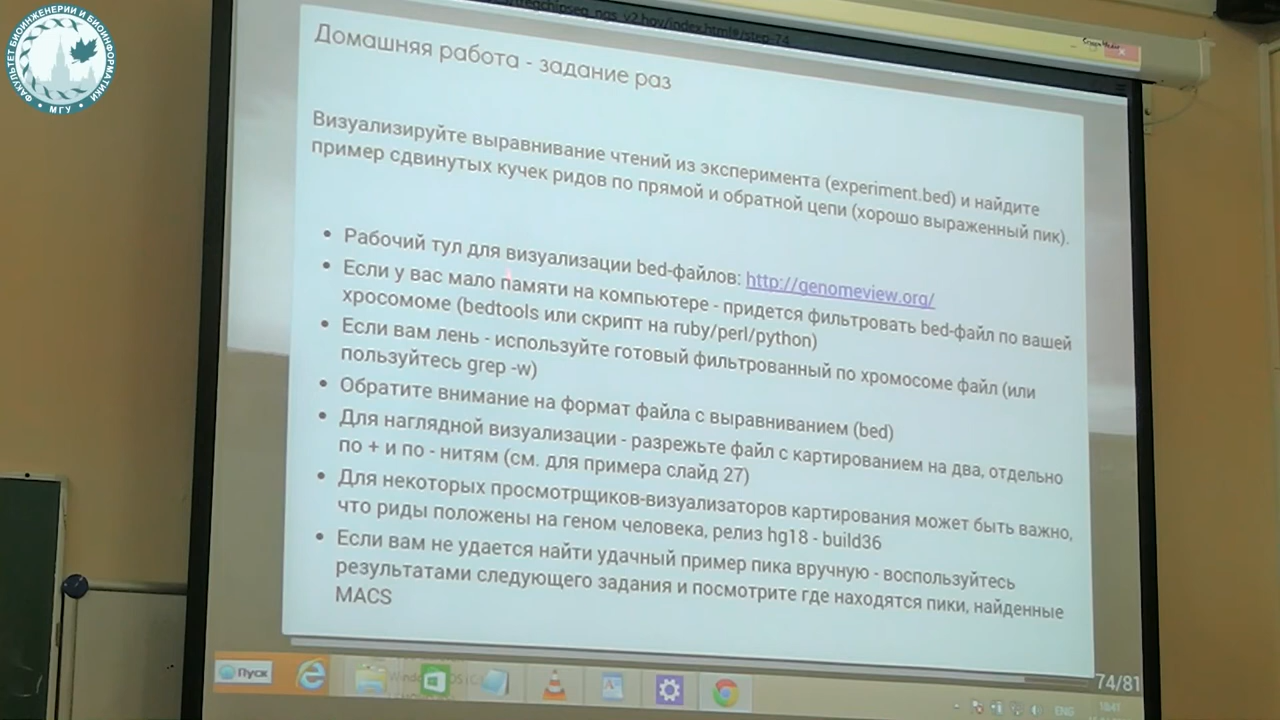 ФАКУЛЬТЕТ БИОИНЖЕНЕРИИ И БИОИНФОРМАТИКИ
МГУ
index.html#/step-74
Домашняя работа - задание раз
Визуализируйте выравнивание чтений из эксперимента (experiment.bed) и найдите
пример сдвинутых кучек ридов по прямой и обратной цепи (хорошо выраженный пик).
• Рабочий тул для визуализации bed-файлов: http://genomeview.org/
• Если у вас мало памяти на компьютере - придется фильтровать bed-файл по вашей
хросомоме (bedtools или скрипт на ruby/perl/python)
• Если вам лень - используйте готовый фильтрованный по хромосоме файл (или
пользуйтесь grep -w)
• Обратите внимание на формат файла с выравниванием (bed)
• Для наглядной визуализации - разрежьте файл с картированием на два, отдельно
по + и по - нитям (см. для примера слайд 27)
• Для некоторых просмотрщиков-визуализаторов картирования может быть важно,
что риды положены на геном человека, релиз hg18 - build36
• Если вам не удается найти удачный пример пика вручную - воспользуйтесь
результатами следующего задания и посмотрите где находятся пики, найденные
MACS
74/81
Пуск
ENG